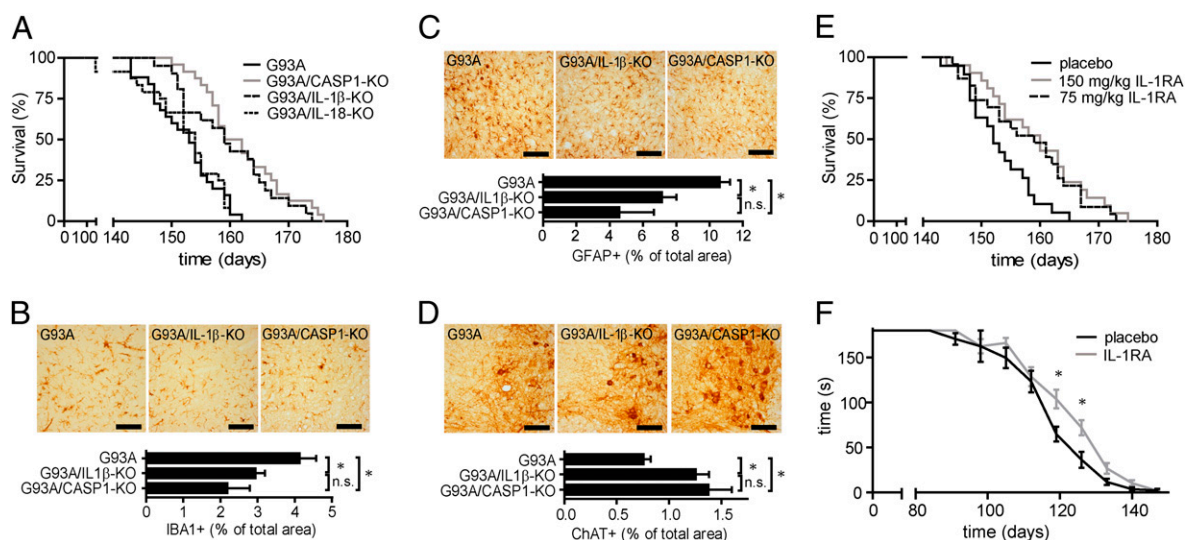 A
Survival (%)
100
75
50
25
0
0 100 140 150 160 170 180
time (days)
G93A
G93A/CASP1-KO
G93A/IL-1β-KO
G93A/IL-18-KO
B
G93A
G93A/IL-1β-KO
G93A/CASP1-KO
G93A
G93A/IL1β-KO
G93A/CASP1-KO
*
n.s.
*
0 1 2 3 4 5
IBA1+ (% of total area)
C
G93A
G93A/IL-1β-KO
G93A/CASP1-KO
G93A
G93A/IL1β-KO
G93A/CASP1-KO
*
n.s.
*
0 2 4 6 8 10 12
GFAP+ (% of total area)
D
G93A
G93A/IL-1β-KO
G93A/CASP1-KO
G93A
G93A/IL1β-KO
G93A/CASP1-KO
*
n.s.
*
0.0 0.5 1.0 1.5
ChAT+ (% of total area)
E
Survival (%)
100
75
50
25
0
0 100 140 150 160 170 180
time (days)
placebo
150 mg/kg IL-1RA
75 mg/kg IL-1RA
F
time (s)
150
100
50
0
0 80 100 120 140
time (days)
placebo
IL-1RA
*
*